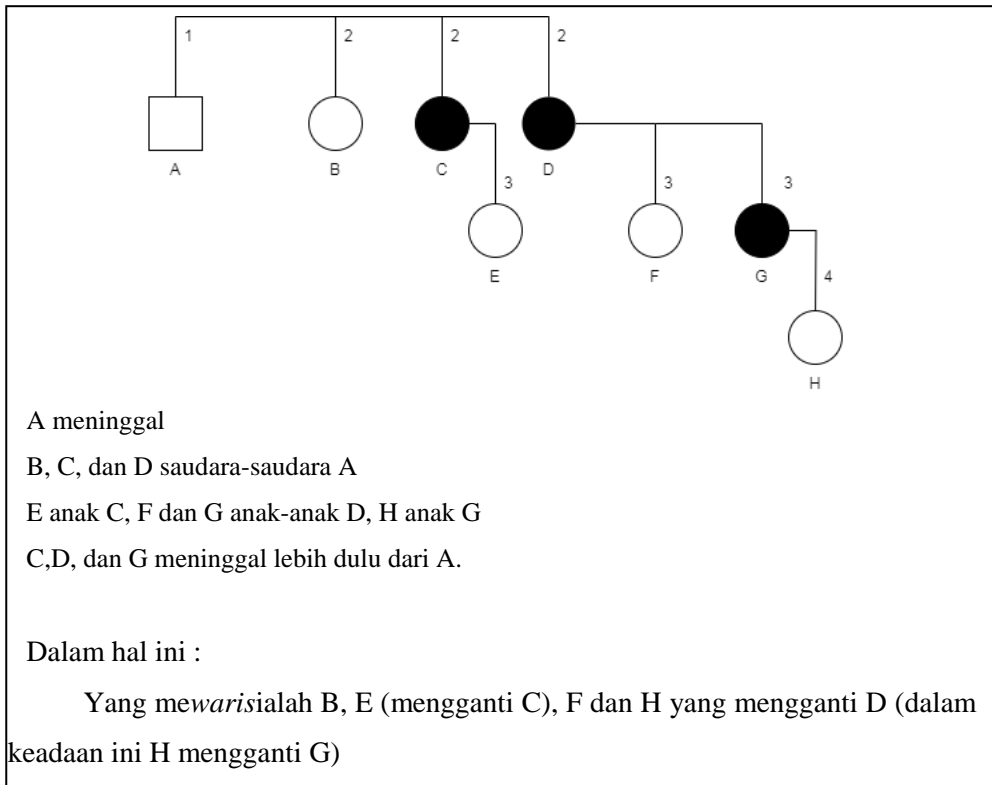 1 2 2 2
A B C D
3 3 3
E F G
4
H
A meninggal
B, C, dan D saudara-saudara A
E anak C, F dan G anak-anak D, H anak G
C,D, dan G meninggal lebih dulu dari A.
Dalam hal ini :
Yang mewarisialah B, E (mengganti C), F dan H yang mengganti D (dalam
keadaan ini H mengganti G)